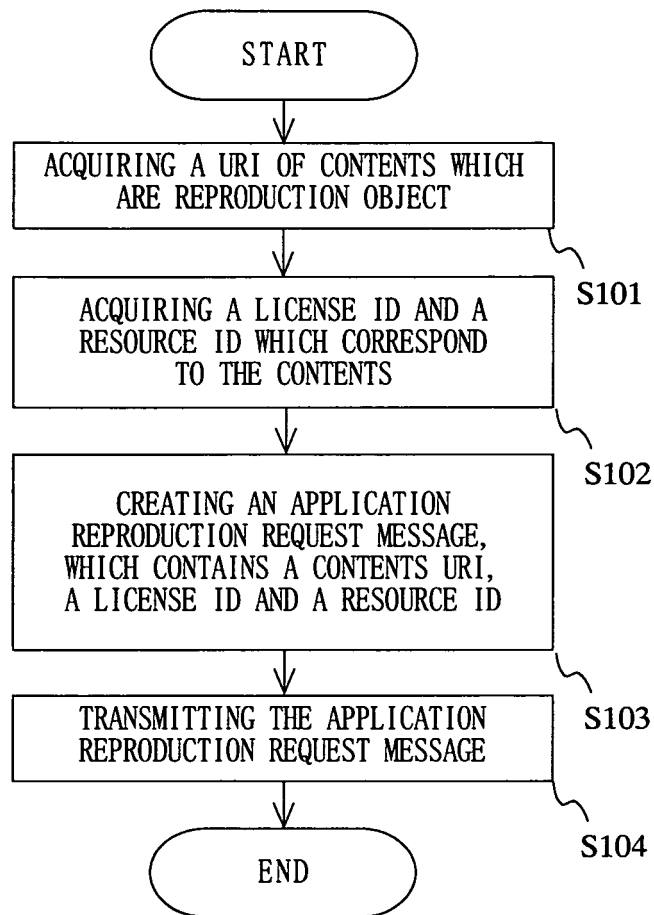 START
ACQUIRING A URI OF CONTENTS WHICH
ARE REPRODUCTION OBJECT
S101
ACQUIRING A LICENSE ID AND A
RESOURCE ID WHICH CORRESPOND
TO THE CONTENTS
S102
CREATING AN APPLICATION
REPRODUCTION REQUEST MESSAGE,
WHICH CONTAINS A CONTENTS URI,
A LICENSE ID AND A RESOURCE ID
S103
TRANSMITTING THE APPLICATION
REPRODUCTION REQUEST MESSAGE
S104
END